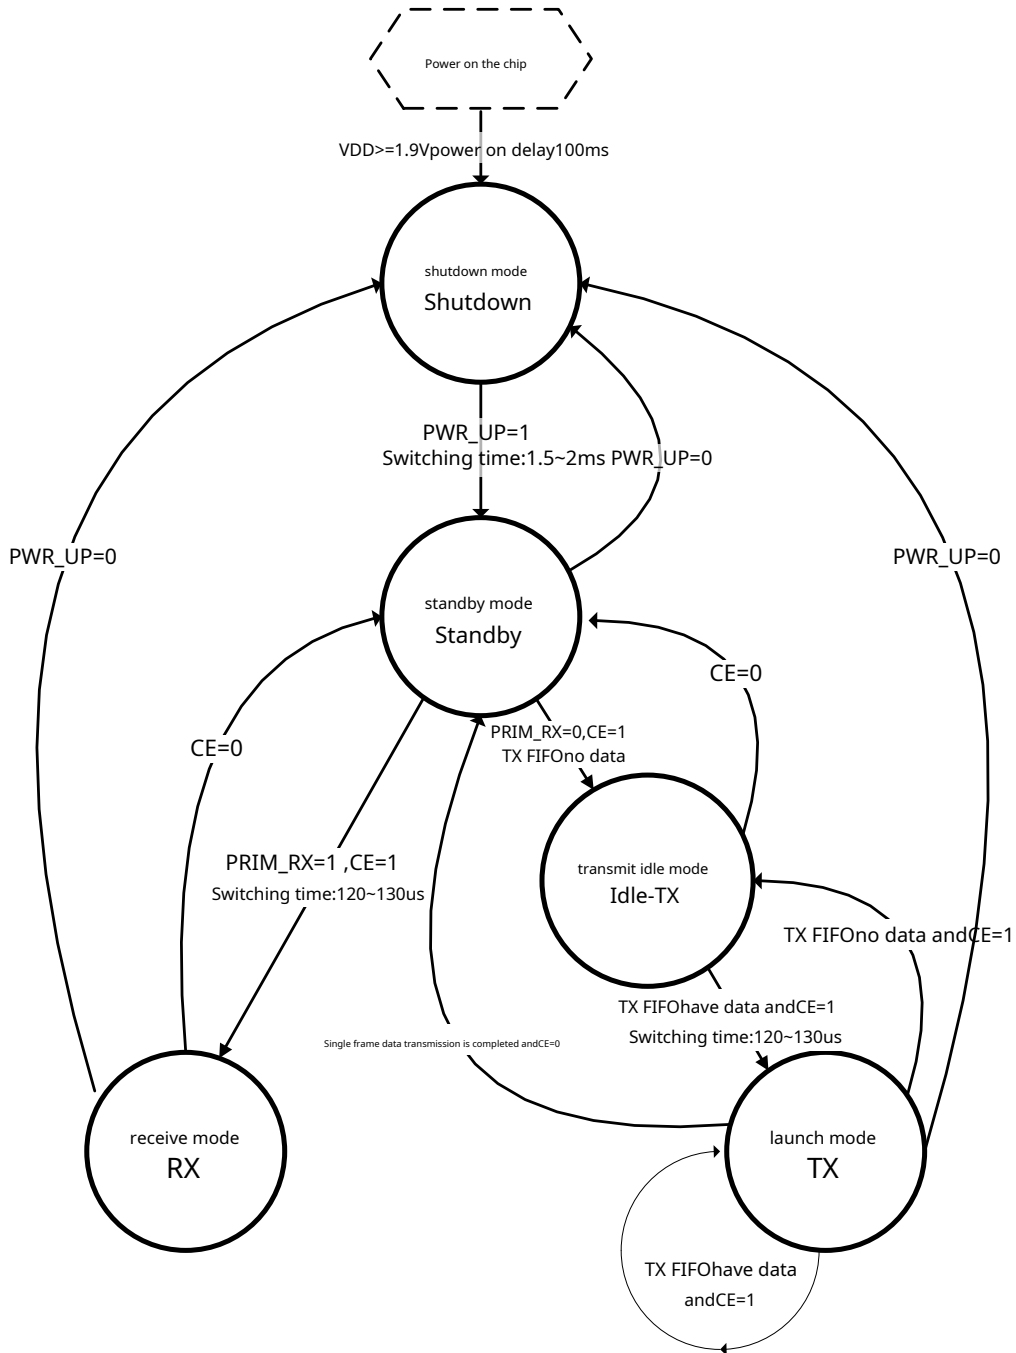 Power on the chip
VDD>=1.9Vpower on delay100ms
shutdown mode
Shutdown
PWR_UP=1
Switching time:1.5~2ms PWR_UP=0
PWR_UP=0
PWR_UP=0
standby mode
Standby
CE=0
PRIM_RX=0,CE=1
TX FIFOno data
CE=0
PRIM_RX=1 ,CE=1
Switching time:120~130us
transmit idle mode
Idle-TX
TX FIFOno data andCE=1
TX FIFOhave data andCE=1
Switching time:120~130us
Single frame data transmission is completed andCE=0
receive mode
RX
launch mode
TX
TX FIFOhave data
andCE=1